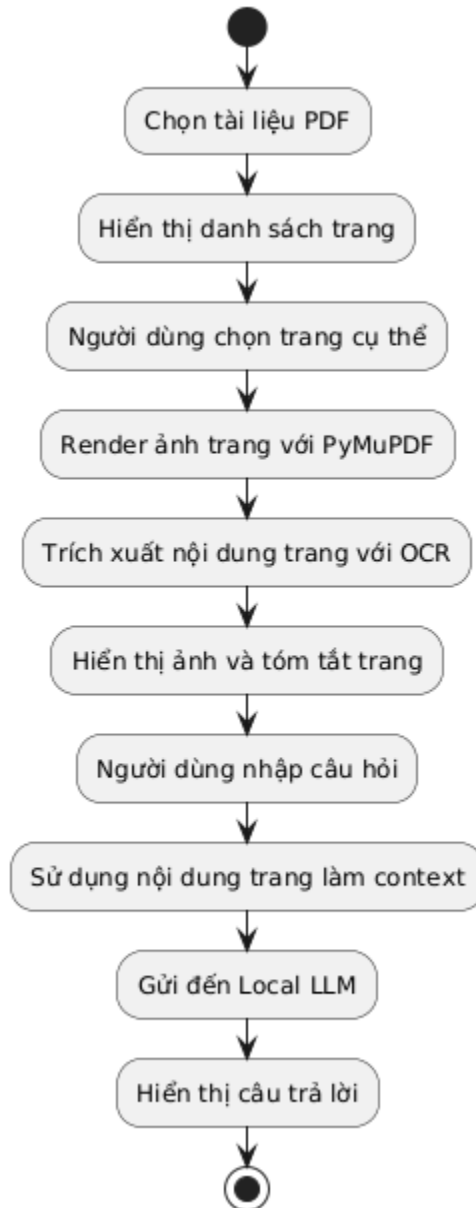 Chọn tài liệu PDF
Hiển thị danh sách trang
Người dùng chọn trang cụ thể
Render ảnh trang với PyMuPDF
Trích xuất nội dung trang với OCR
Hiển thị ảnh và tóm tắt trang
Người dùng nhập câu hỏi
Sử dụng nội dung trang làm context
Gửi đến Local LLM
Hiển thị câu trả lời